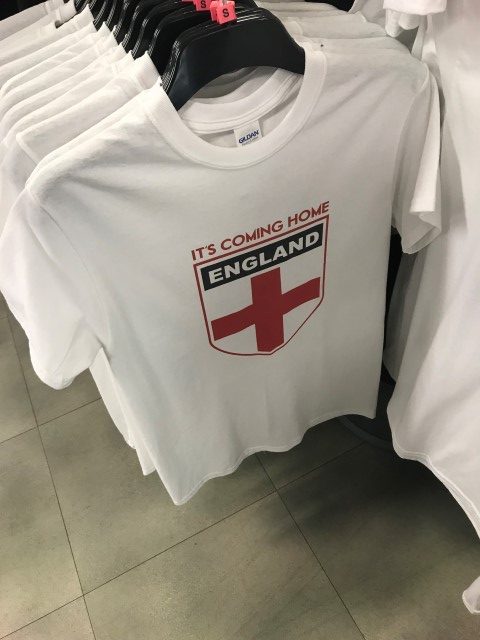 S S
GILDAN
IT'S COMING HOME
ENGLAND